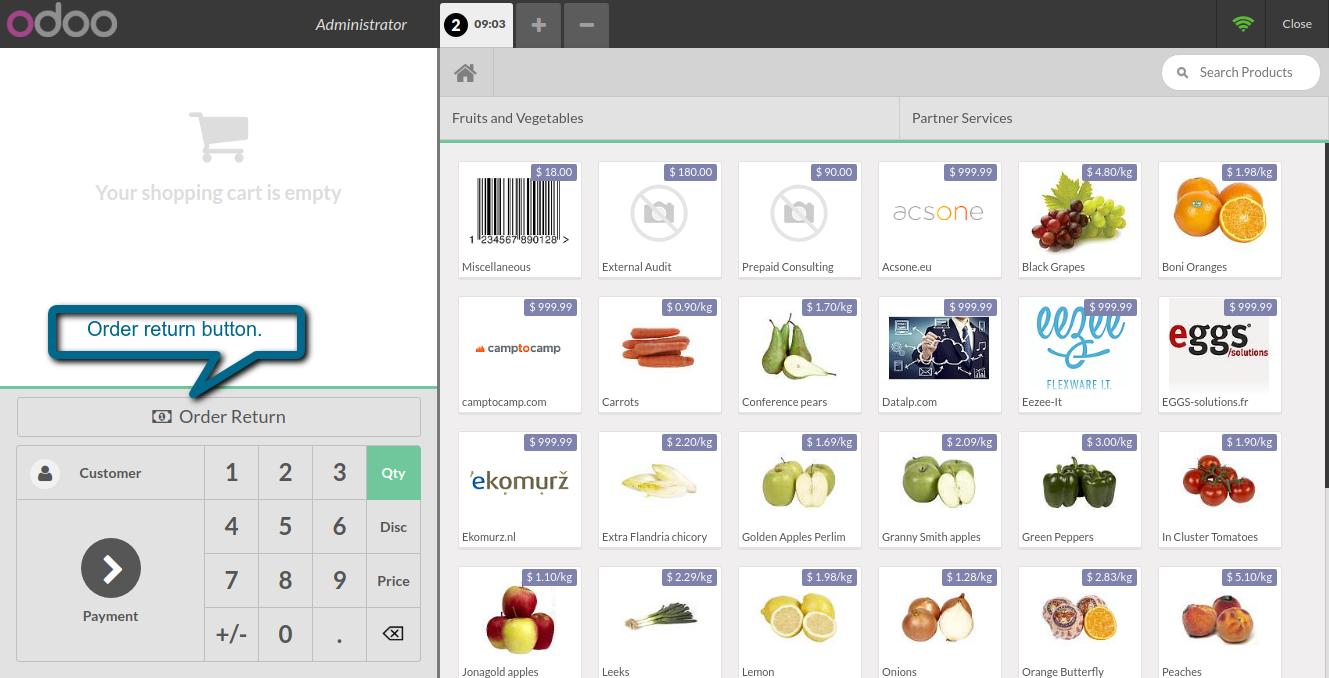 odoo
Administrator
2 09:03
+
−
Close
Search Products
Fruits and Vegetables
Partner Services
Your shopping cart is empty
Order return button.
Order Return
Customer
1 2 3 Qty
4 5 6 Disc
7 8 9 Price
+/- 0 .
Payment
$ 18.00
1 234567 890128 >
Miscellaneous
$ 180.00
External Audit
$ 90.00
Prepaid Consulting
$ 999.99
acsone
Acsone.eu
$ 4.80/kg
Black Grapes
$ 1.98/kg
Boni Oranges
$ 999.99
camptocamp
camptocamp.com
$ 0.90/kg
Carrots
$ 1.70/kg
Conference pears
$ 999.99
Datalp.com
$ 999.99
eezee
FLEXWARE I.T.
Eezee-It
$ 999.99
eggs
/solutions
EGGS-solutions.fr
$ 999.99
'ekomurž
Ekomurz.nl
$ 2.20/kg
Extra Flandria chicory
$ 1.69/kg
Golden Apples Perlim
$ 2.09/kg
Granny Smith apples
$ 3.00/kg
Green Peppers
$ 1.90/kg
In Cluster Tomatoes
$ 1.10/kg
Jonagold apples
$ 2.29/kg
Leeks
$ 1.98/kg
Lemon
$ 1.28/kg
Onions
$ 2.83/kg
Orange Butterfly
$ 5.10/kg
Peaches